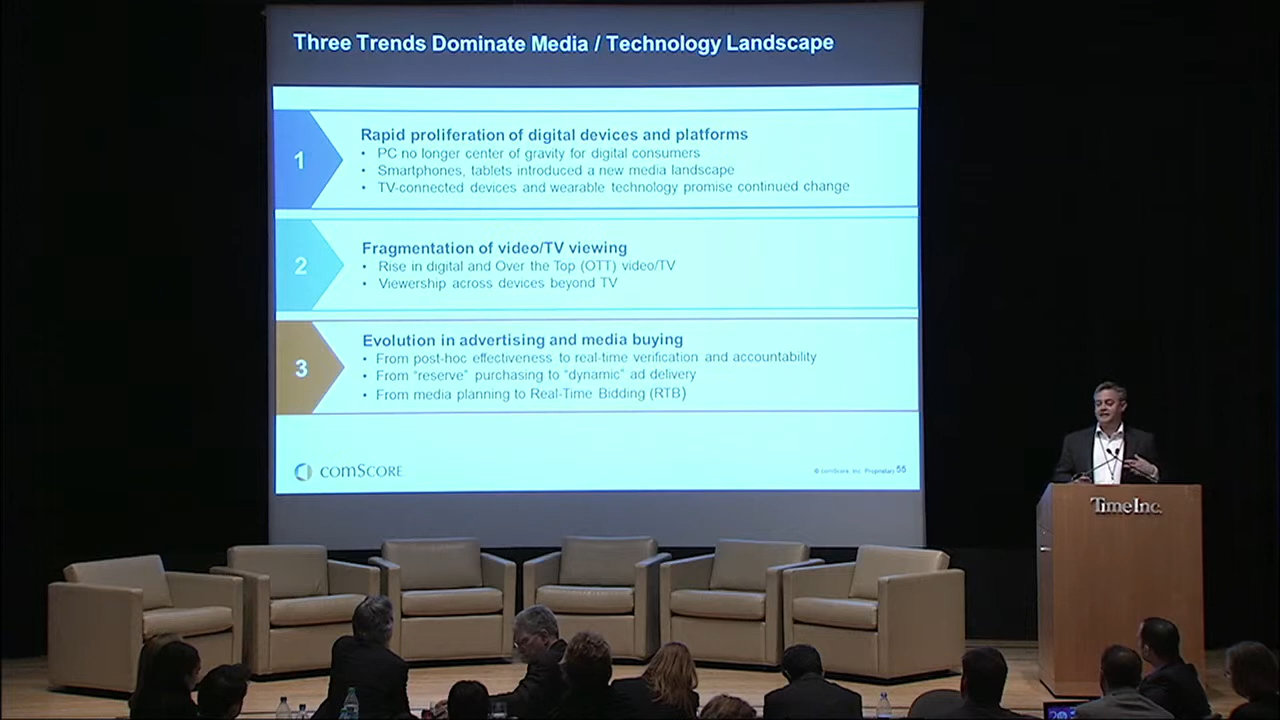 Three Trends Dominate Media / Technology Landscape
1
Rapid proliferation of digital devices and platforms
• PC no longer center of gravity for digital consumers
• Smartphones, tablets introduced a new media landscape
• TV-connected devices and wearable technology promise continued change
2
Fragmentation of video/TV viewing
• Rise in digital and Over the Top (OTT) video/TV
• Viewership across devices beyond TV
3
Evolution in advertising and media buying
• From post-hoc effectiveness to real-time verification and accountability
• From “reserve” purchasing to “dynamic” ad delivery
• From media planning to Real-Time Bidding (RTB)
comScore
© comScore, Inc. Proprietary. 55
TimeInc.